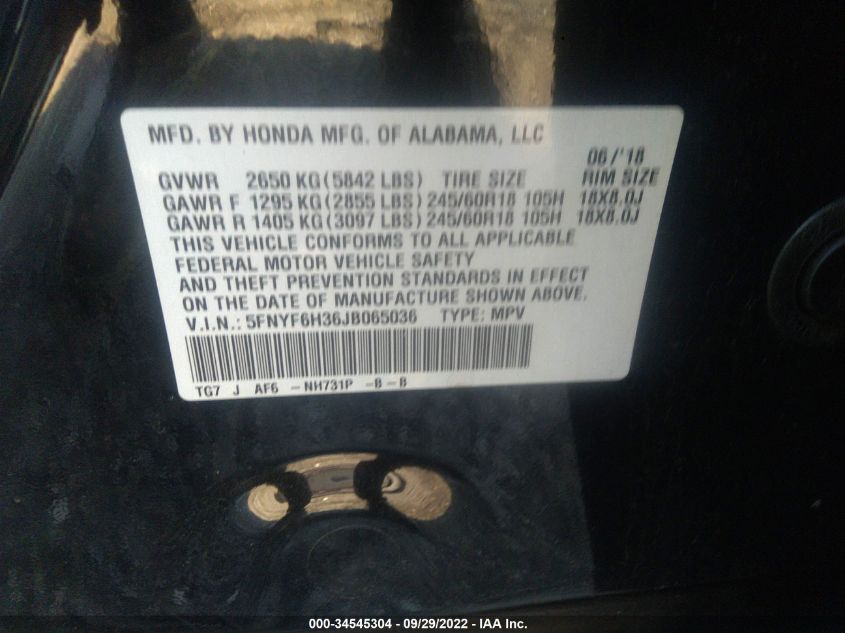 MFD. BY HONDA MFG. OF ALABAMA, LLC
06/'18
GVWR 2650 KG(5842 LBS) TIRE SIZE RIM SIZE
GAWR F 1295 KG(2855 LBS) 245/60R18 105H 18X8.0J
GAWR R 1405 KG(3097 LBS) 245/60R18 105H 18X8.0J
THIS VEHICLE CONFORMS TO ALL APPLICABLE
FEDERAL MOTOR VEHICLE SAFETY
AND THEFT PREVENTION STANDARDS IN EFFECT
ON THE DATE OF MANUFACTURE SHOWN ABOVE.
V.I.N.: 5FNYF6H36JB065036 TYPE: MPV
TG7 J AF6 -NH731P -B-B
000-34545304 / 09/29/2022 - IAA Inc.